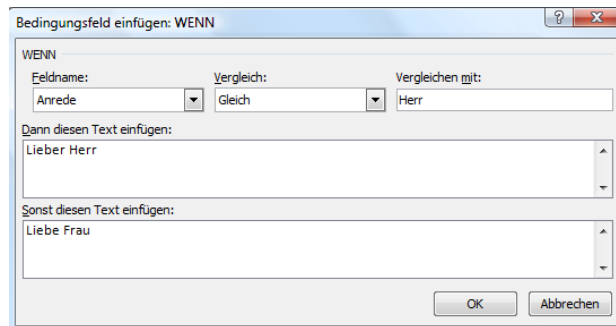 Bedingungsfeld einfügen: WENN
WENN
Feldname: Vergleich: Vergleichen mit:
Anrede Gleich Herr
Dann diesen Text einfügen:
Lieber Herr
Sonst diesen Text einfügen:
Liebe Frau
OK Abbrechen